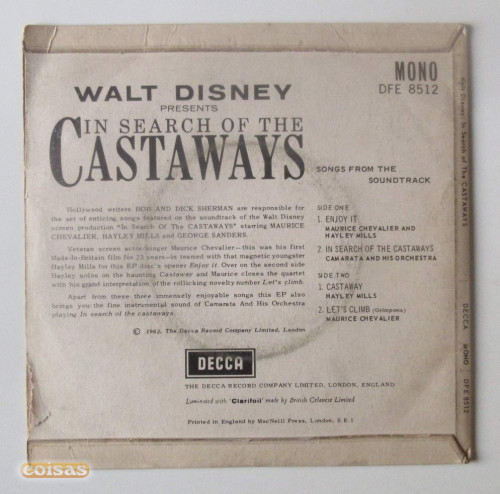 MONO
DFE 8512
WALT DISNEY
PRESENTS
IN SEARCH OF THE
CASTAWAYS
SONGS FROM THE
SOUNDTRACK
Hollywood writers BOB AND DICK SHERMAN are responsible for
the set of enticing songs featured on the soundtrack of the Walt Disney
screen production "In Search Of The CASTAWAYS" starring MAURICE
CHEVALIER, HAYLEY MILLS and GEORGE SANDERS.
Veteran screen actor-singer Maurice Chevalier—this was his first
Made-In-Britain film for 25 years—is teamed with that magnetic youngster
Hayley Mills for this EP disc's opener Enjoy it. Over on the second side
Hayley solos on the haunting Castaway and Maurice closes the quartet
with his grand interpretation of the rollicking novelty number Let's climb.
Apart from these three immensely enjoyable songs this EP also
brings you the fine instrumental sound of Camarata And His Orchestra
playing In search of the castaways.
© 1962, The Decca Record Company Limited, London
SIDE ONE
1. ENJOY IT
MAURICE CHEVALIER AND
HAYLEY MILLS
2. IN SEARCH OF THE CASTAWAYS
CAMARATA AND HIS ORCHESTRA
SIDE TWO
1. CASTAWAY
HAYLEY MILLS
2. LET'S CLIMB (Grimpons)
MAURICE CHEVALIER
DECCA
THE DECCA RECORD COMPANY LIMITED, LONDON, ENGLAND
Laminated with 'Clarifoil' made by British Celanese Limited
Printed in England by MacNeill Press, London, S.E.1
Walt Disney: In Search of The CASTAWAYS
DECCA MONO DFE 8512
coisas